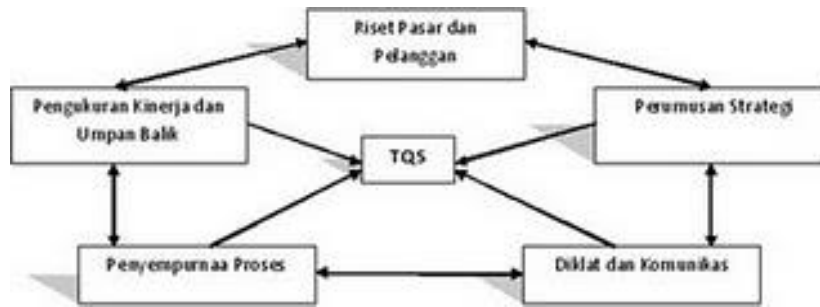 Riset Pasar dan
Pelanggan
Pengukuran Kinerja dan
Umpan Balik
Perumusan Strategi
TQS
Penyempurnaa Proses
Diklat dan Komunikas